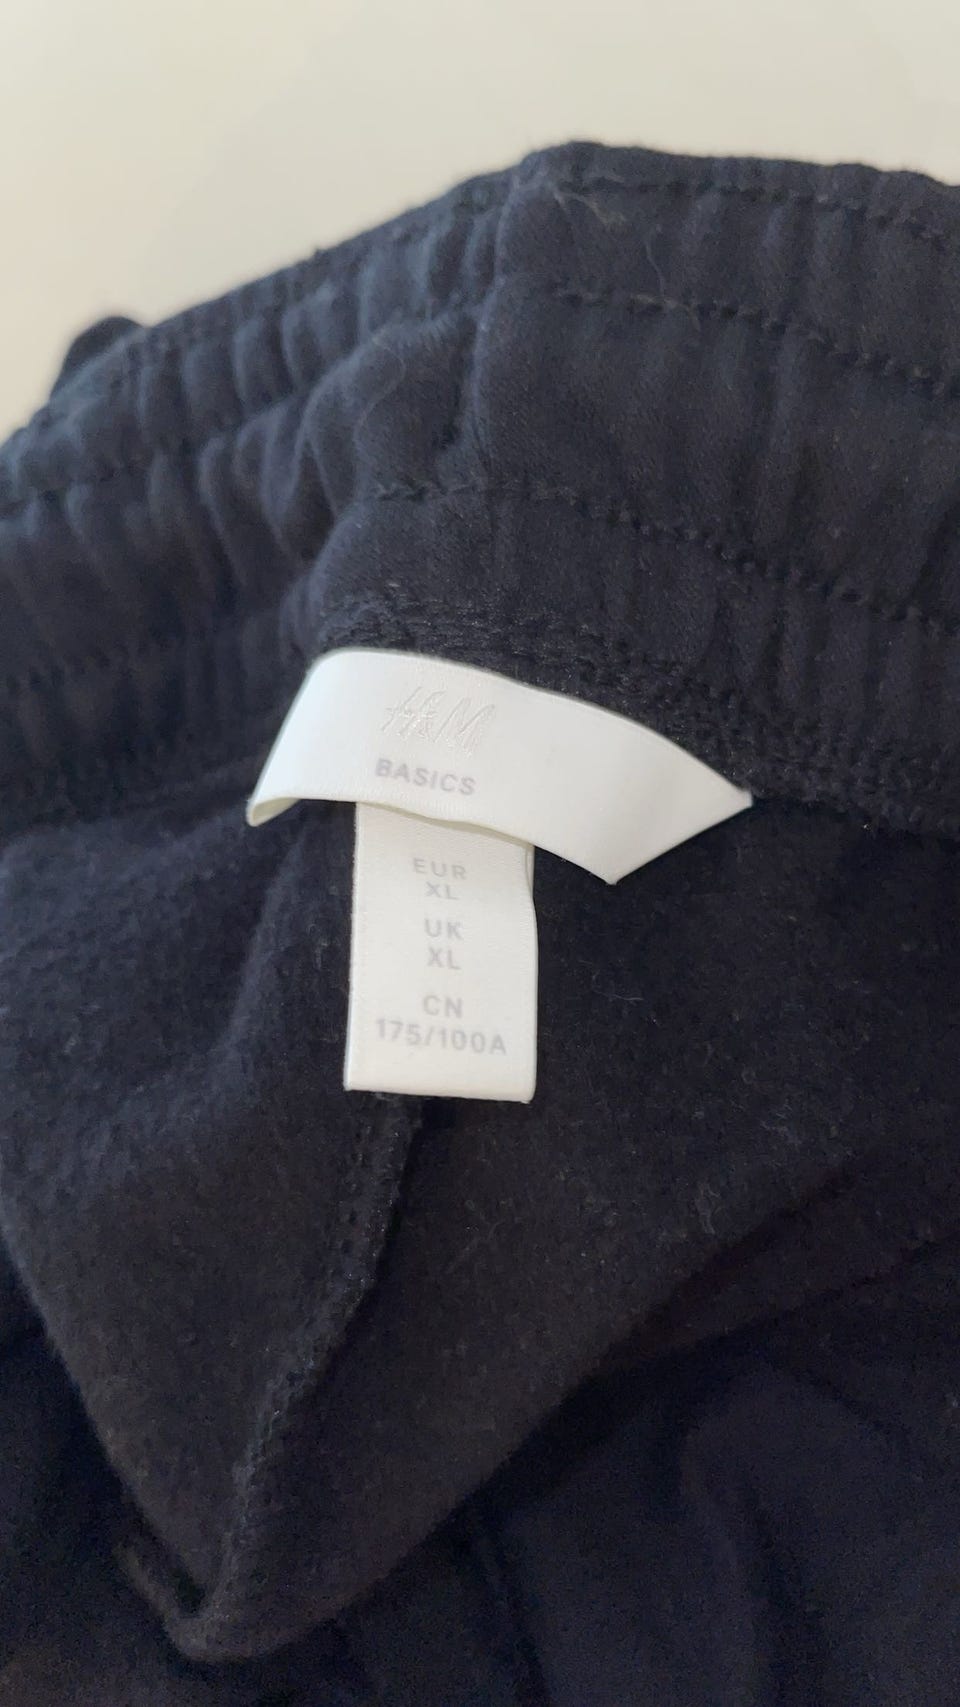 H&M
BASICS
EUR
XL
UK
XL
CN
175/100A